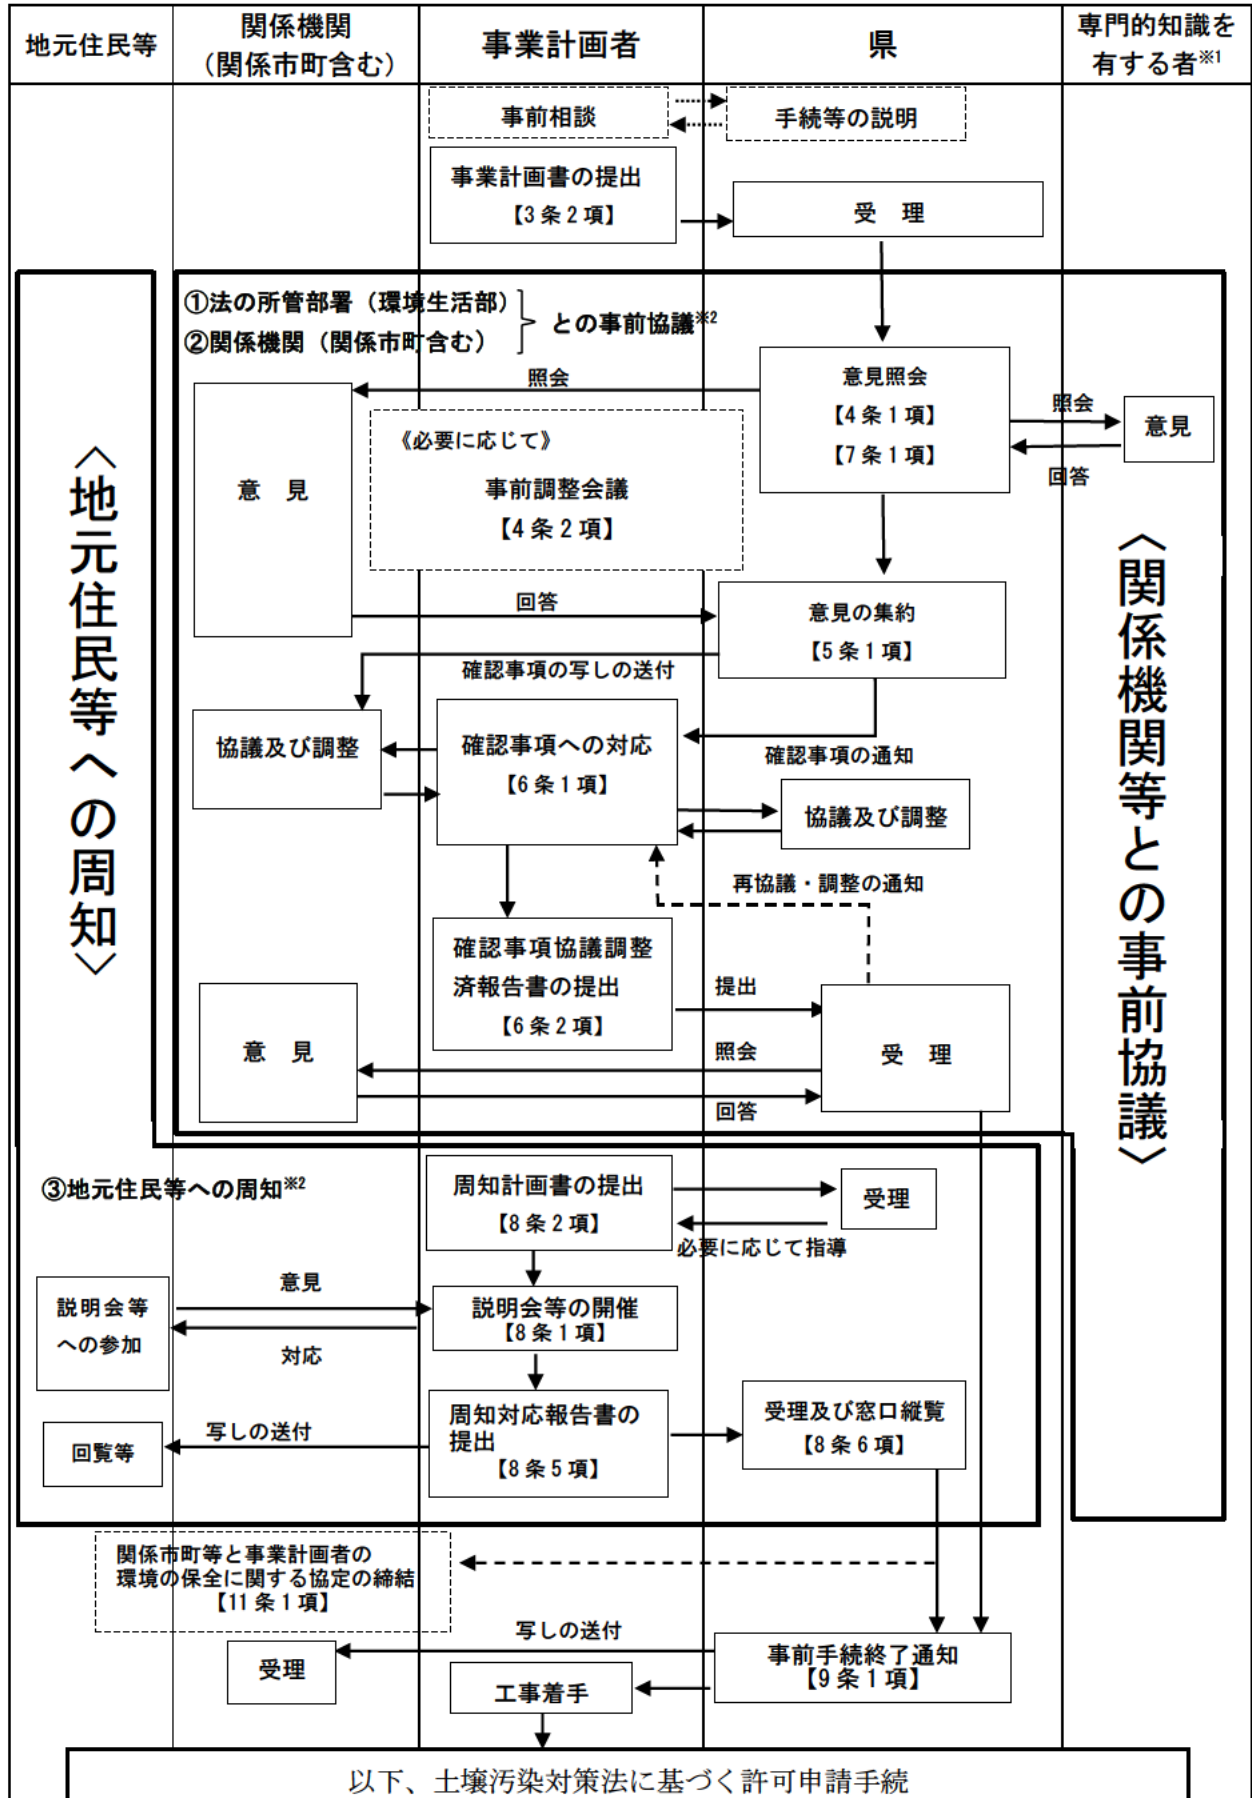 地元住民等
関係機関
（関係市町含む）
事業計画者
県
専門的知識を
有する者※1
事前相談
手続等の説明
事業計画書の提出
【3条2項】
受　理
①法の所管部署（環境生活部）
②関係機関（関係市町含む）
との事前協議※2
照会
意見照会
【4条1項】
【7条1項】
照会
意見
回答
意　見
《必要に応じて》
事前調整会議
【4条2項】
回答
意見の集約
【5条1項】
確認事項の写しの送付
協議及び調整
確認事項への対応
【6条1項】
確認事項の通知
協議及び調整
再協議・調整の通知
確認事項協議調整
済報告書の提出
【6条2項】
提出
意　見
照会
受　理
回答
〈地元住民等への周知〉
〈関係機関等との事前協議〉
③地元住民等への周知※2
周知計画書の提出
【8条2項】
受理
必要に応じて指導
説明会等
への参加
意見
対応
説明会等の開催
【8条1項】
周知対応報告書の
提出
【8条5項】
受理及び窓口縦覧
【8条6項】
写しの送付
回覧等
関係市町等と事業計画者の
環境の保全に関する協定の締結
【11条1項】
写しの送付
事前手続終了通知
【9条1項】
受理
工事着手
以下、土壌汚染対策法に基づく許可申請手続